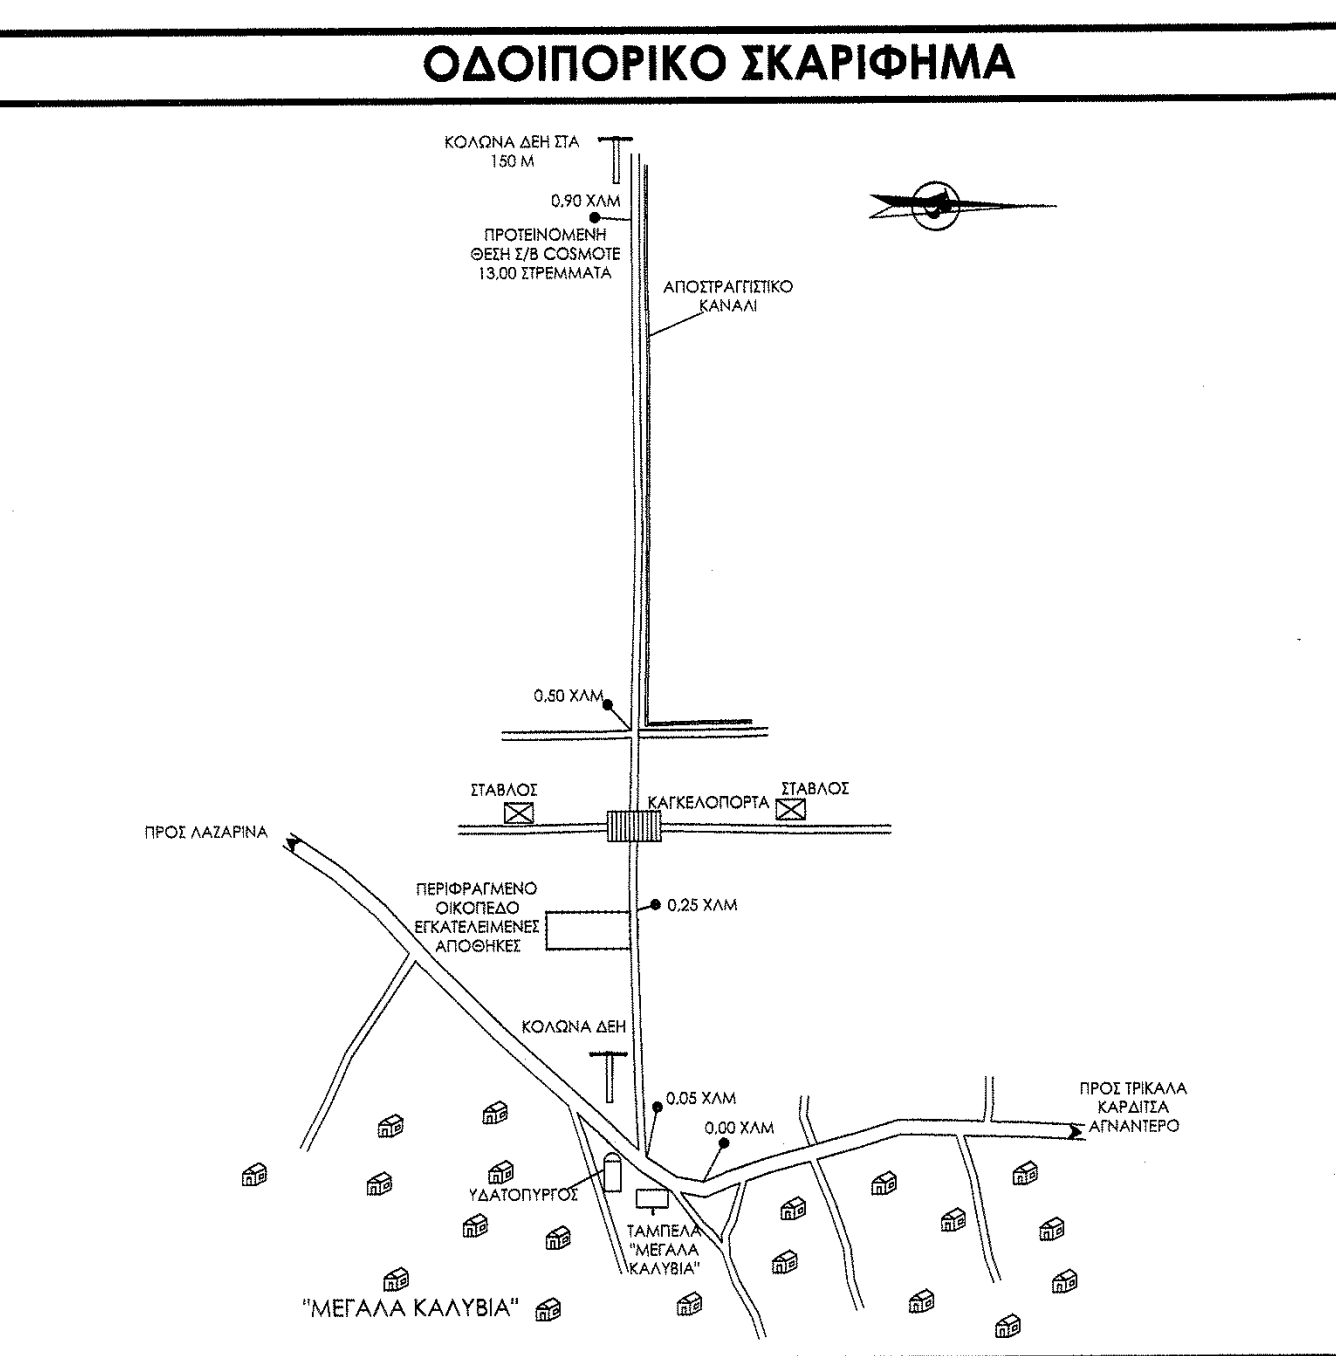 ΟΔΟΙΠΟΡΙΚΟ ΣΚΑΡΙΦΗΜΑ
ΚΟΛΩΝΑ ΔΕΗ ΣΤΑ
150 Μ
0,90 ΧΛΜ
ΠΡΟΤΕΙΝΟΜΕΝΗ
ΘΕΣΗ Σ/Β COSMOTE
13,00 ΣΤΡΕΜΜΑΤΑ
ΑΠΟΣΤΡΑΓΓΙΣΤΙΚΟ
ΚΑΝΑΛΙ
0,50 ΧΛΜ
ΣΤΑΒΛΟΣ
ΚΑΓΚΕΛΟΠΟΡΤΑ
ΣΤΑΒΛΟΣ
ΠΡΟΣ ΛΑΖΑΡΙΝΑ
ΠΕΡΙΦΡΑΓΜΕΝΟ
ΟΙΚΟΠΕΔΟ
ΕΓΚΑΤΕΛΕΙΜΕΝΕΣ
ΑΠΟΘΗΚΕΣ
0,25 ΧΛΜ
ΚΟΛΩΝΑ ΔΕΗ
0,05 ΧΛΜ
0,00 ΧΛΜ
ΠΡΟΣ ΤΡΙΚΑΛΑ
ΚΑΡΔΙΤΣΑ
ΑΓΝΑΝΤΕΡΟ
ΥΔΑΤΟΠΥΡΓΟΣ
ΤΑΜΠΕΛΑ
"ΜΕΓΑΛΑ
ΚΑΛΥΒΙΑ"
"ΜΕΓΑΛΑ ΚΑΛΥΒΙΑ"